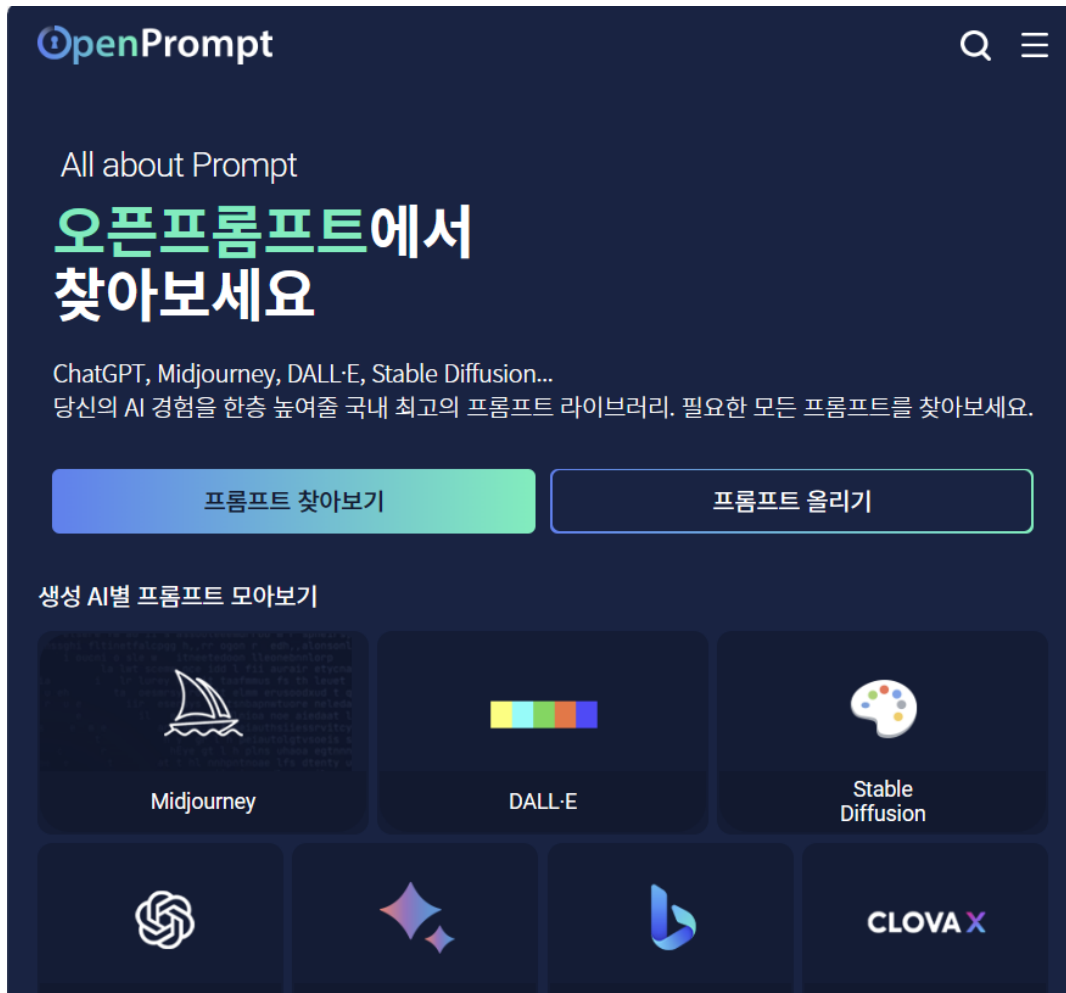 OpenPrompt
All about Prompt
오픈프롬프트에서
찾아보세요
ChatGPT, Midjourney, DALL·E, Stable Diffusion...
당신의 AI 경험을 한층 높여줄 국내 최고의 프롬프트 라이브러리. 필요한 모든 프롬프트를 찾아보세요.
프롬프트 찾아보기
프롬프트 올리기
생성 AI별 프롬프트 모아보기
Midjourney
DALL·E
Stable
Diffusion
CLOVA X